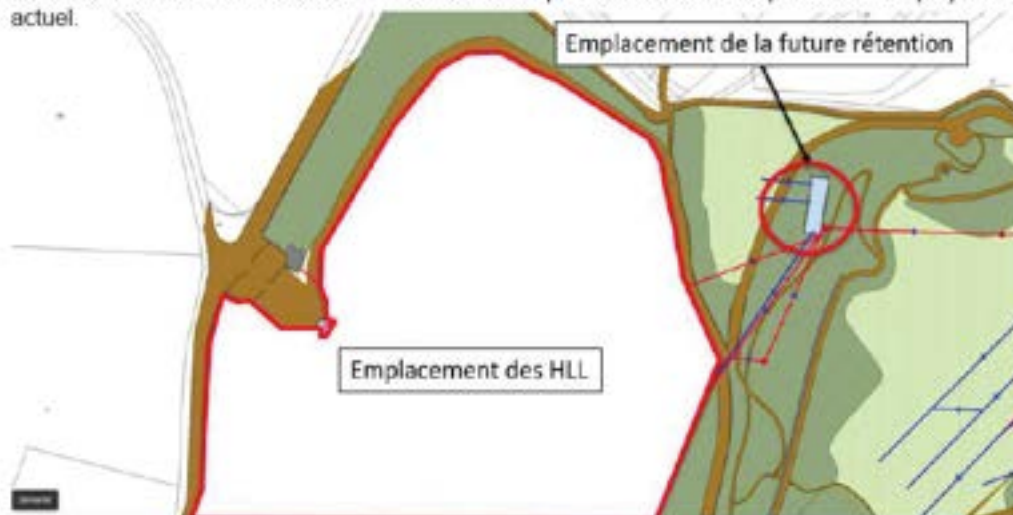 actuel.
Emplacement de la future rétention
Emplacement des HLL